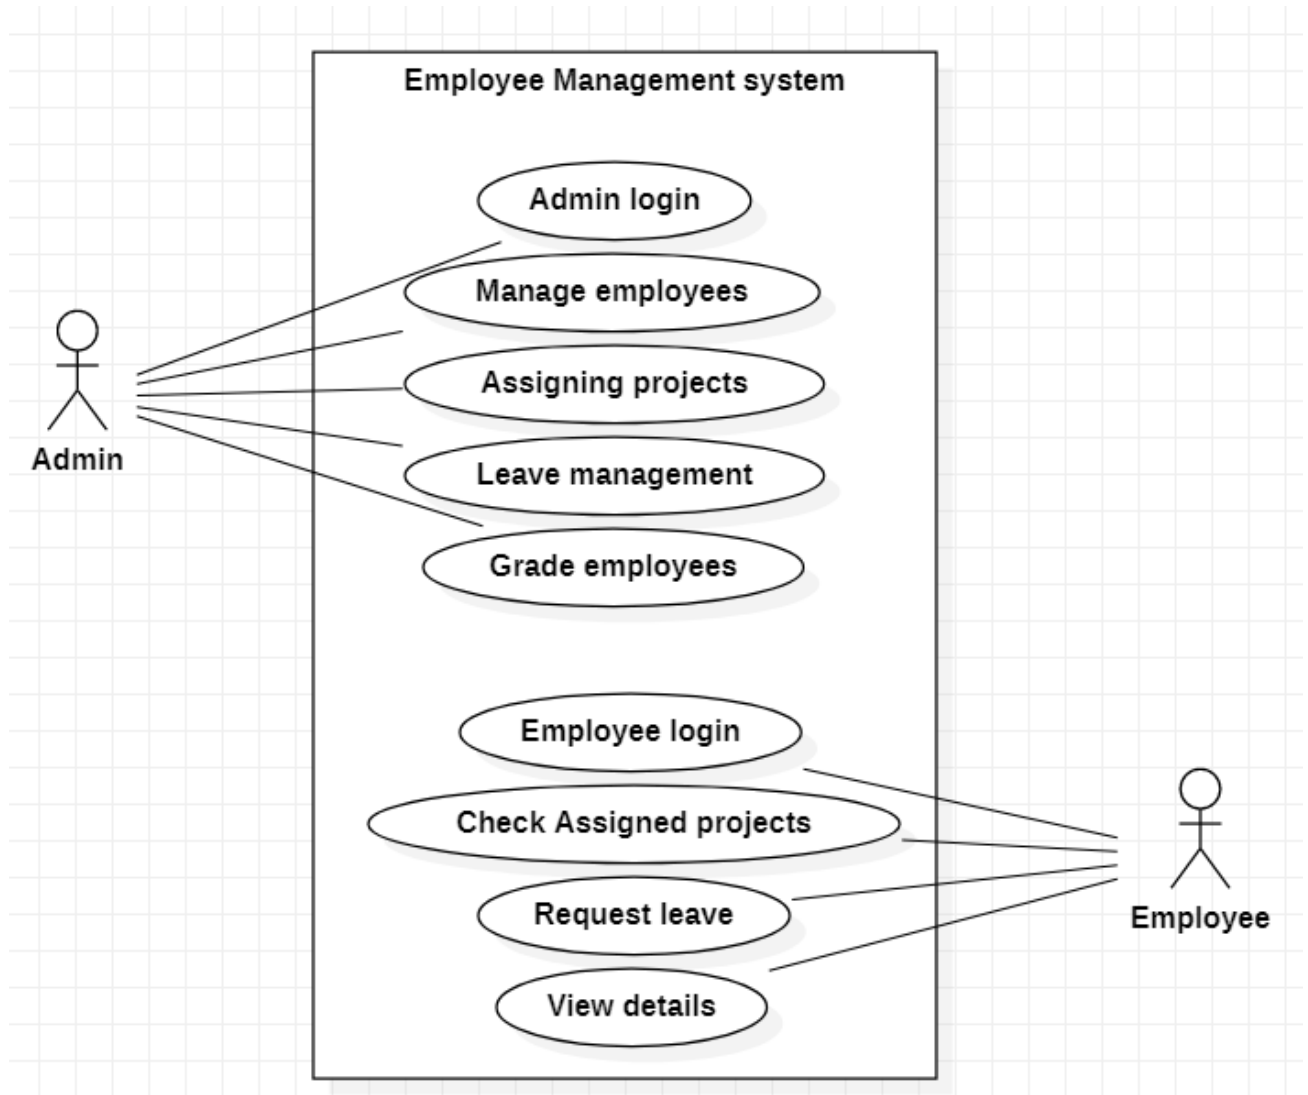 Employee Management system
Admin login
Manage employees
Assigning projects
Leave management
Grade employees
Admin
Employee login
Check Assigned projects
Request leave
View details
Employee